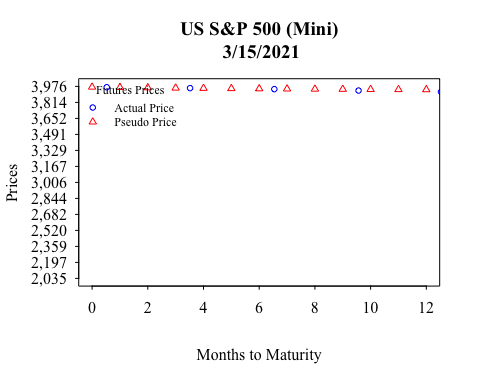 US S&P 500 (Mini)
3/15/2021
3,976
3,814
3,652
3,491
3,329
3,167
3,006
2,844
2,682
2,520
2,359
2,197
2,035
Prices
Futures Prices
Actual Price
Pseudo Price
0 2 4 6 8 10 12
Months to Maturity